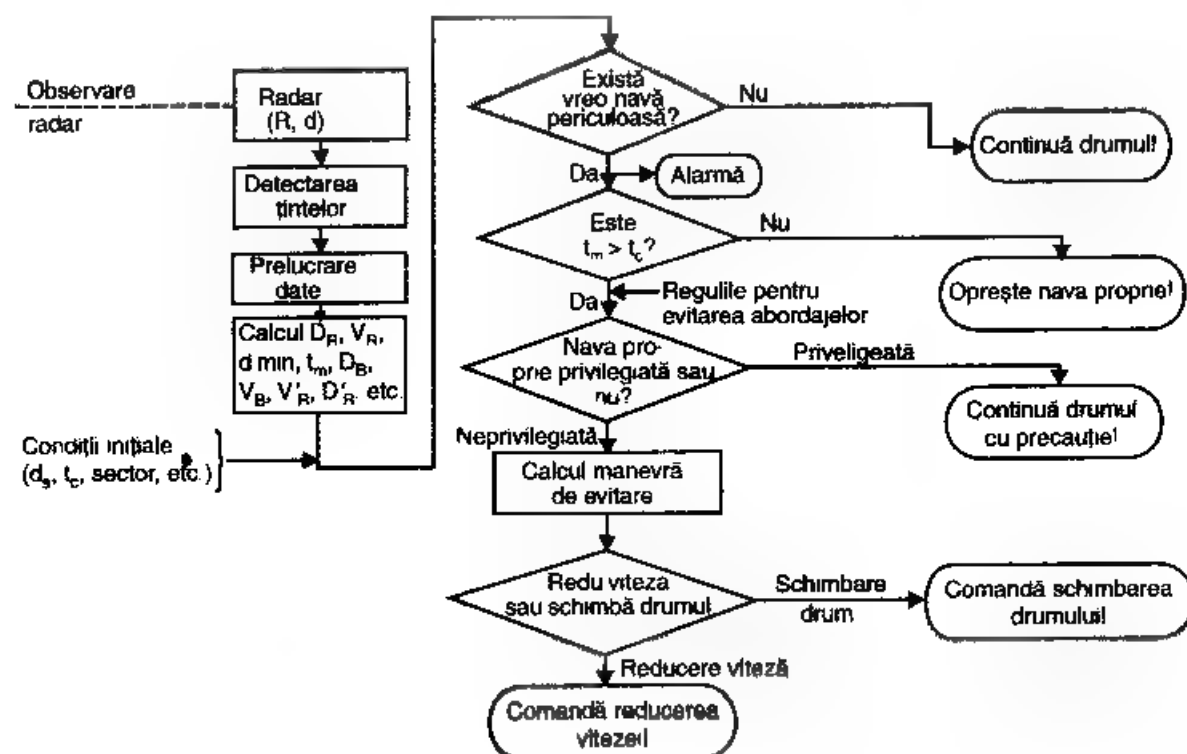 Observare
radar
Radar
(R, d)
Detectarea
țintelor
Prelucrare
date
Calcul D_R, V_R,
d min, t_m, D_B,
V_B, V'_R, D'_R. etc.
Condiții inițiale
(d_s, t_c, sector, etc.)
Există
vreo navă
periculoasă?
Nu
Continuă drumul!
Da
Alarmă
Este
t_m > t_c?
Nu
Oprește nava proprie!
Da
Regulile pentru
evitarea abordajelor
Nava pro-
prie privilegiată sau
nu?
Priveligeată
Continuă drumul
cu precauție!
Neprivilegiată
Calcul manevră
de evitare
Redu viteza
sau schimbă drumul
Schimbare
drum
Comandă schimbarea
drumului!
Reducere viteză
Comandă reducerea
vitezei!